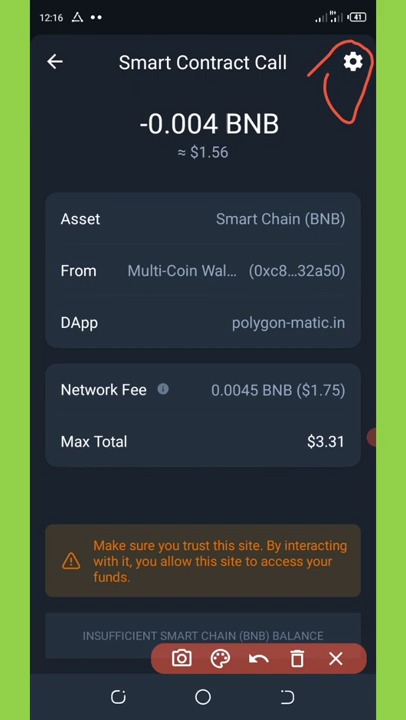 12:16
41
Smart Contract Call
-0.004 BNB
≈ $1.56
Asset Smart Chain (BNB)
From Multi-Coin Wal... (0xc8...32a50)
DApp polygon-matic.in
Network Fee 0.0045 BNB ($1.75)
Max Total $3.31
Make sure you trust this site. By interacting
with it, you allow this site to access your
funds.
INSUFFICIENT SMART CHAIN (BNB) BALANCE